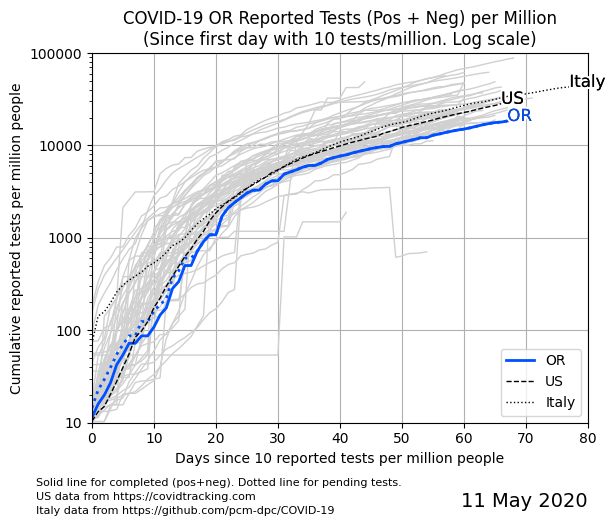 COVID-19 OR Reported Tests (Pos + Neg) per Million
(Since first day with 10 tests/million. Log scale)
Cumulative reported tests per million people
100000
10000
1000
100
10
Italy
US
OR
OR
US
Italy
0 10 20 30 40 50 60 70 80
Days since 10 reported tests per million people
Solid line for completed (pos+neg). Dotted line for pending tests.
US data from https://covidtracking.com
Italy data from https://github.com/pcm-dpc/COVID-19
11 May 2020